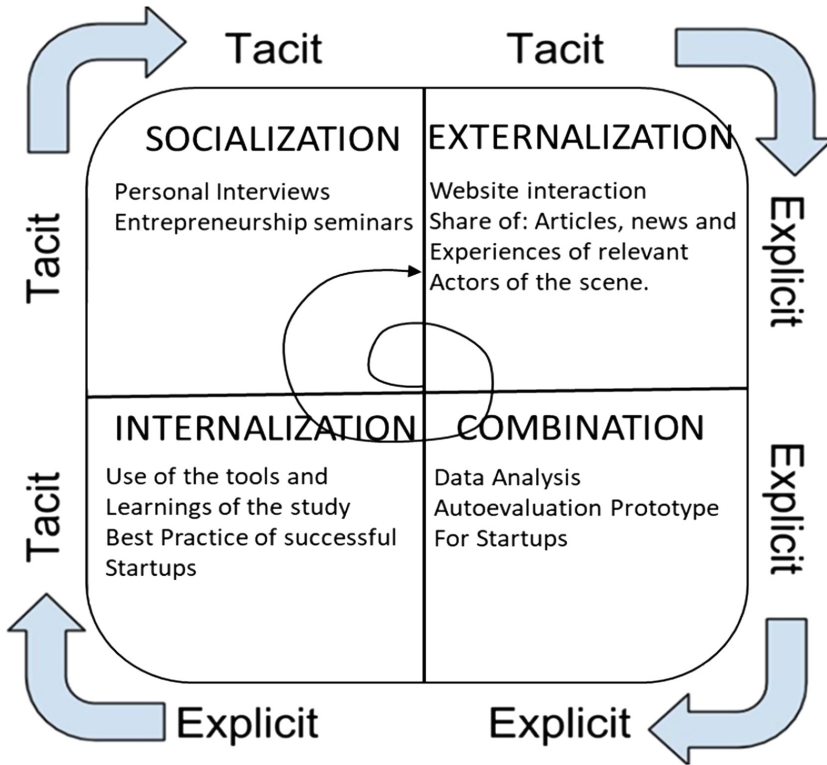 Tacit
Tacit
SOCIALIZATION
Personal Interviews
Entrepreneurship seminars
EXTERNALIZATION
Website interaction
Share of: Articles, news and
Experiences of relevant
Actors of the scene.
Tacit
Explicit
INTERNALIZATION
Use of the tools and
Learnings of the study
Best Practice of successful
Startups
COMBINATION
Data Analysis
Autoevaluation Prototype
For Startups
Tacit
Explicit
Explicit
Explicit